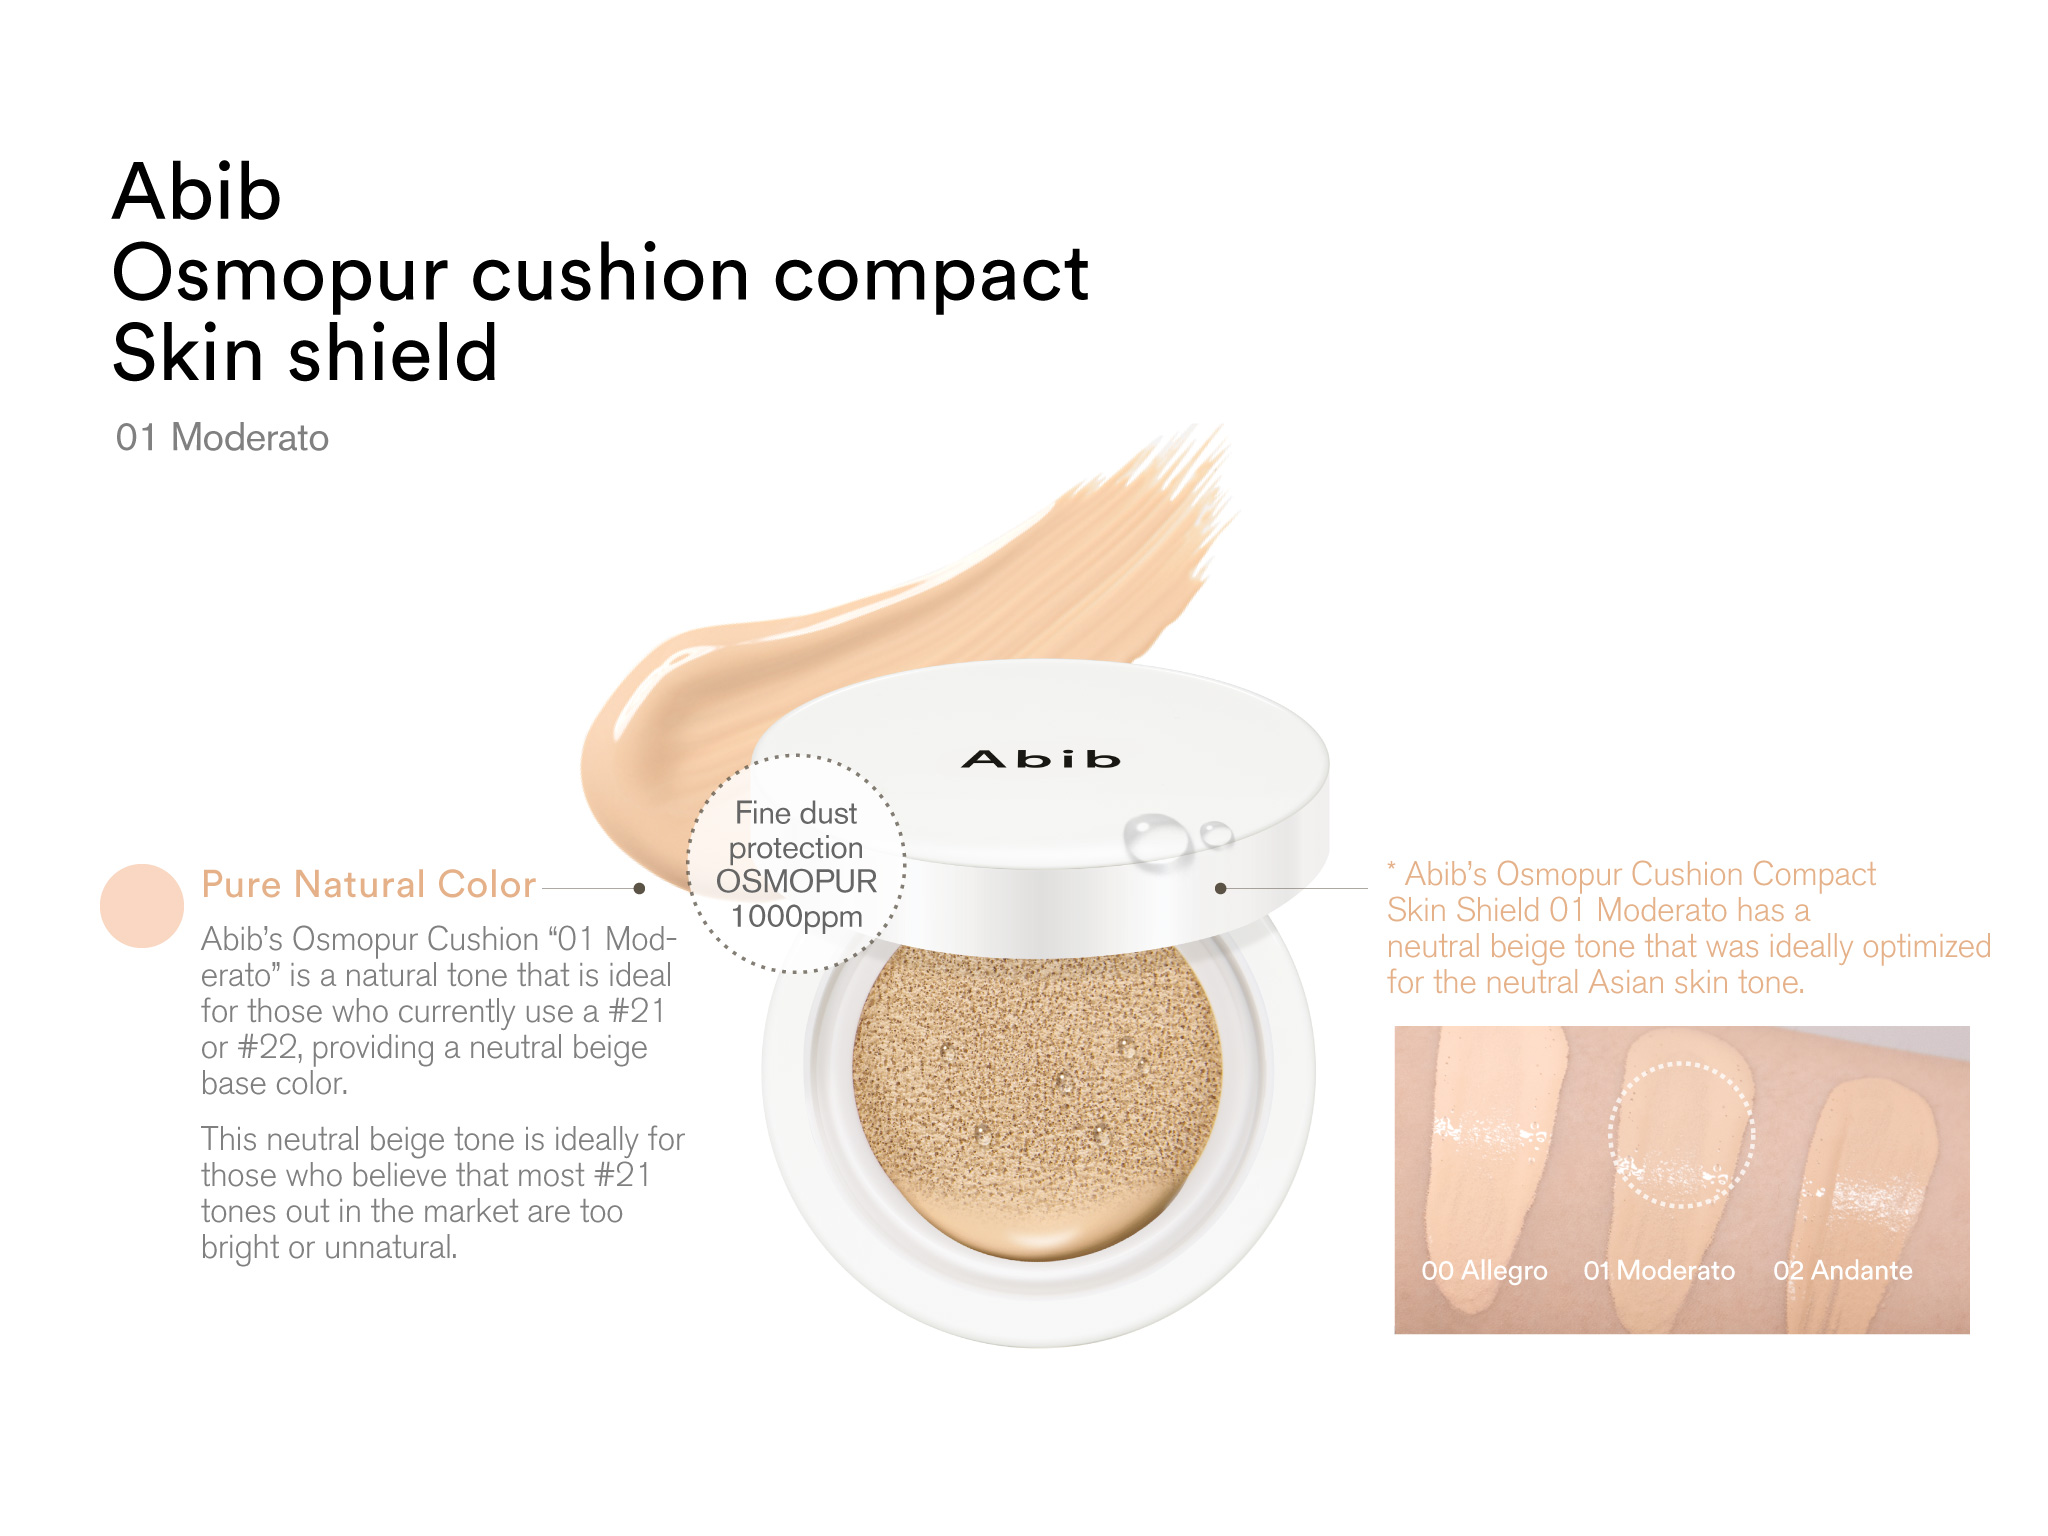 Abib
Osmopur cushion compact
Skin shield
01 Moderato
Abib
Fine dust
protection
OSMOPUR
1000ppm
Pure Natural Color
Abib's Osmopur Cushion “01 Mod-
erato” is a natural tone that is ideal
for those who currently use a #21
or #22, providing a neutral beige
base color.
This neutral beige tone is ideally for
those who believe that most #21
tones out in the market are too
bright or unnatural.
* Abib's Osmopur Cushion Compact
Skin Shield 01 Moderato has a
neutral beige tone that was ideally optimized
for the neutral Asian skin tone.
00 Allegro 01 Moderato 02 Andante